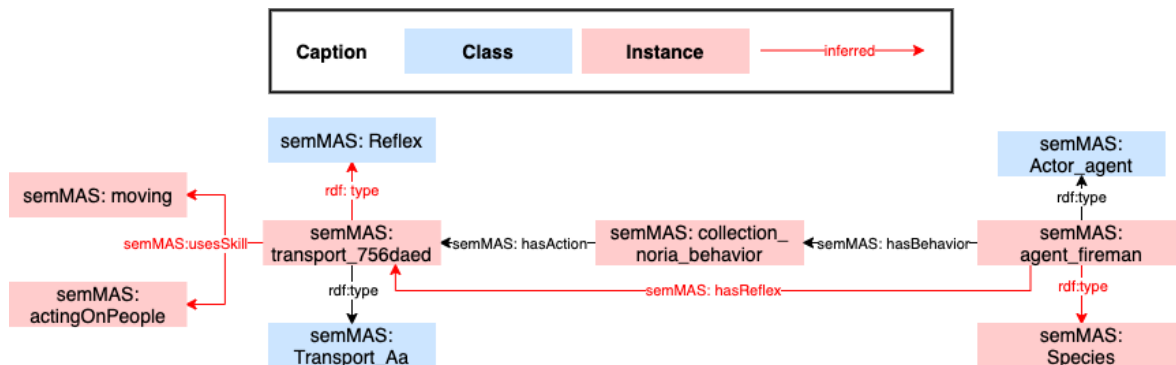 Caption
Class
Instance
inferred
semMAS: Reflex
semMAS:
Actor_agent
rdf: type
rdf:type
semMAS: moving
semMAS:usesSkill
semMAS:
transport_756daed
semMAS: hasAction
semMAS: collection_
noria_behavior
semMAS: hasBehavior
semMAS:
agent_fireman
semMAS:
actingOnPeople
rdf:type
semMAS: hasReflex
rdf:type
semMAS:
Transport_Aa
semMAS:
Species